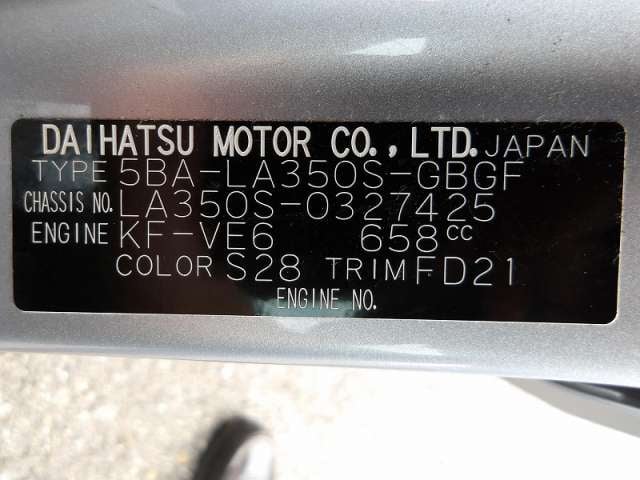 DAIHATSU MOTOR CO., LTD. JAPAN
TYPE 5BA-LA350S-GBGF
CHASSIS NO. LA350S-0327425
ENGINE KF-VE6 658cc
COLOR S28 TRIM FD21
ENGINE NO.